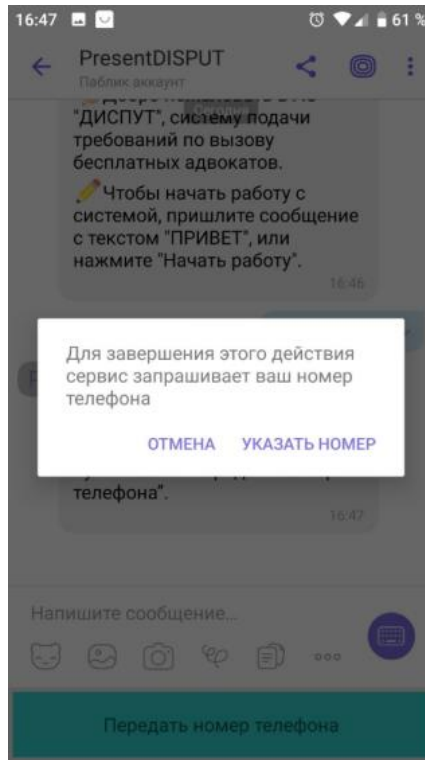 16:47
61 %
PresentDISPUT
Паблик аккаунт
Сегодня
"ДИСПУТ", систему подачи
требований по вызову
бесплатных адвокатов.
Чтобы начать работу с
системой, пришлите сообщение
с текстом "ПРИВЕТ", или
нажмите "Начать работу".
16:46
Для завершения этого действия
сервис запрашивает ваш номер
телефона
ОТМЕНА УКАЗАТЬ НОМЕР
телефона".
16:47
Напишите сообщение...
Передать номер телефона